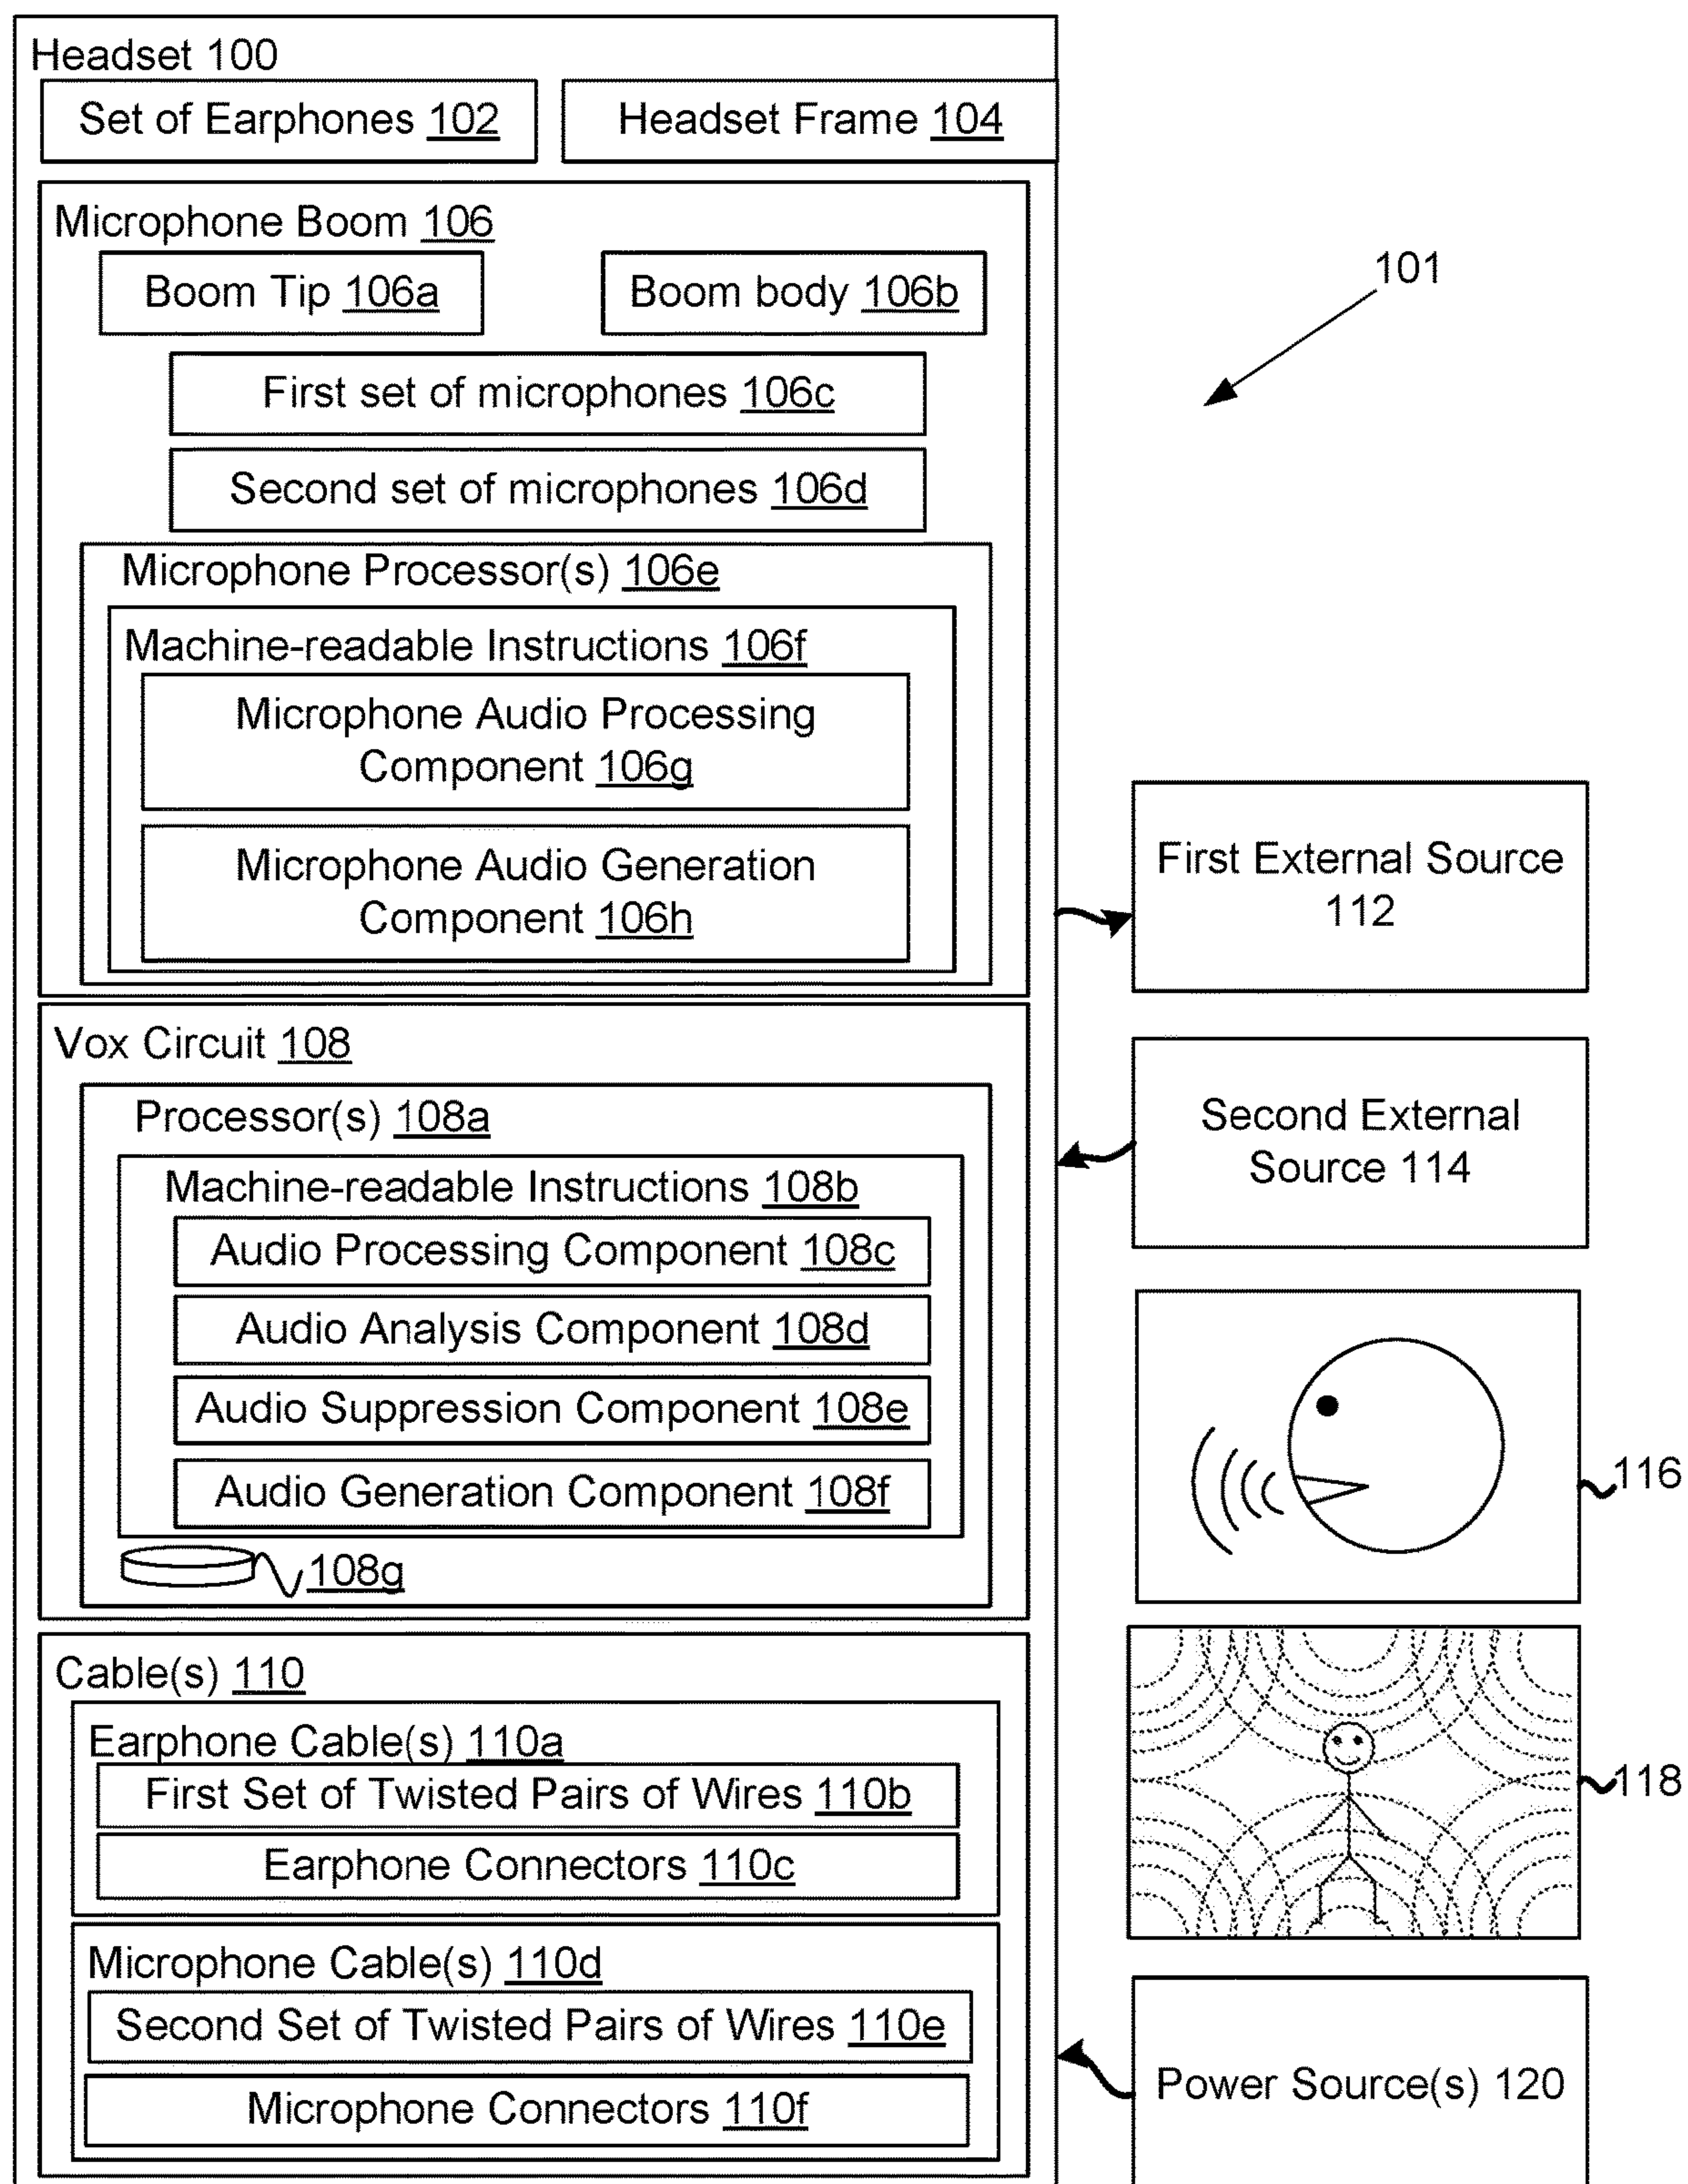 Headset 100
Set of Earphones 102
Headset Frame 104
Microphone Boom 106
Boom Tip 106a
Boom body 106b
101
First set of microphones 106c
Second set of microphones 106d
Microphone Processor(s) 106e
Machine-readable Instructions 106f
Microphone Audio Processing
Component 106g
Microphone Audio Generation
Component 106h
First External Source
112
Vox Circuit 108
Processor(s) 108a
Machine-readable Instructions 108b
Audio Processing Component 108c
Audio Analysis Component 108d
Audio Suppression Component 108e
Audio Generation Component 108f
108g
Second External
Source 114
116
Cable(s) 110
Earphone Cable(s) 110a
First Set of Twisted Pairs of Wires 110b
Earphone Connectors 110c
118
Microphone Cable(s) 110d
Second Set of Twisted Pairs of Wires 110e
Microphone Connectors 110f
Power Source(s) 120